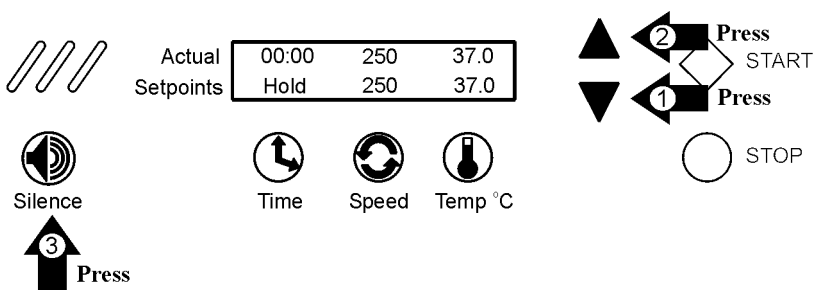 2 Press
START
Actual 00:00 250 37.0
Setpoints Hold 250 37.0
1 Press
STOP
Silence Time Speed Temp °C
3
Press